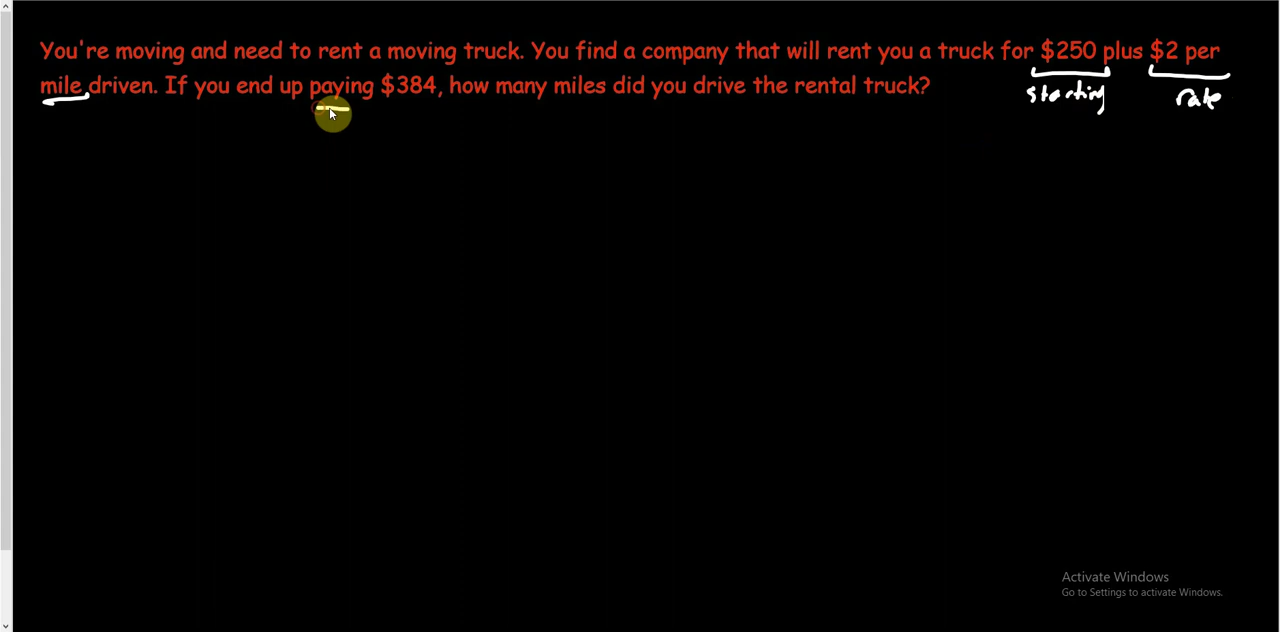 You're moving and need to rent a moving truck. You find a company that will rent you a truck for $250 plus $2 per
mile driven. If you end up paying $384, how many miles did you drive the rental truck?
starting rate
Activate Windows
Go to Settings to activate Windows.